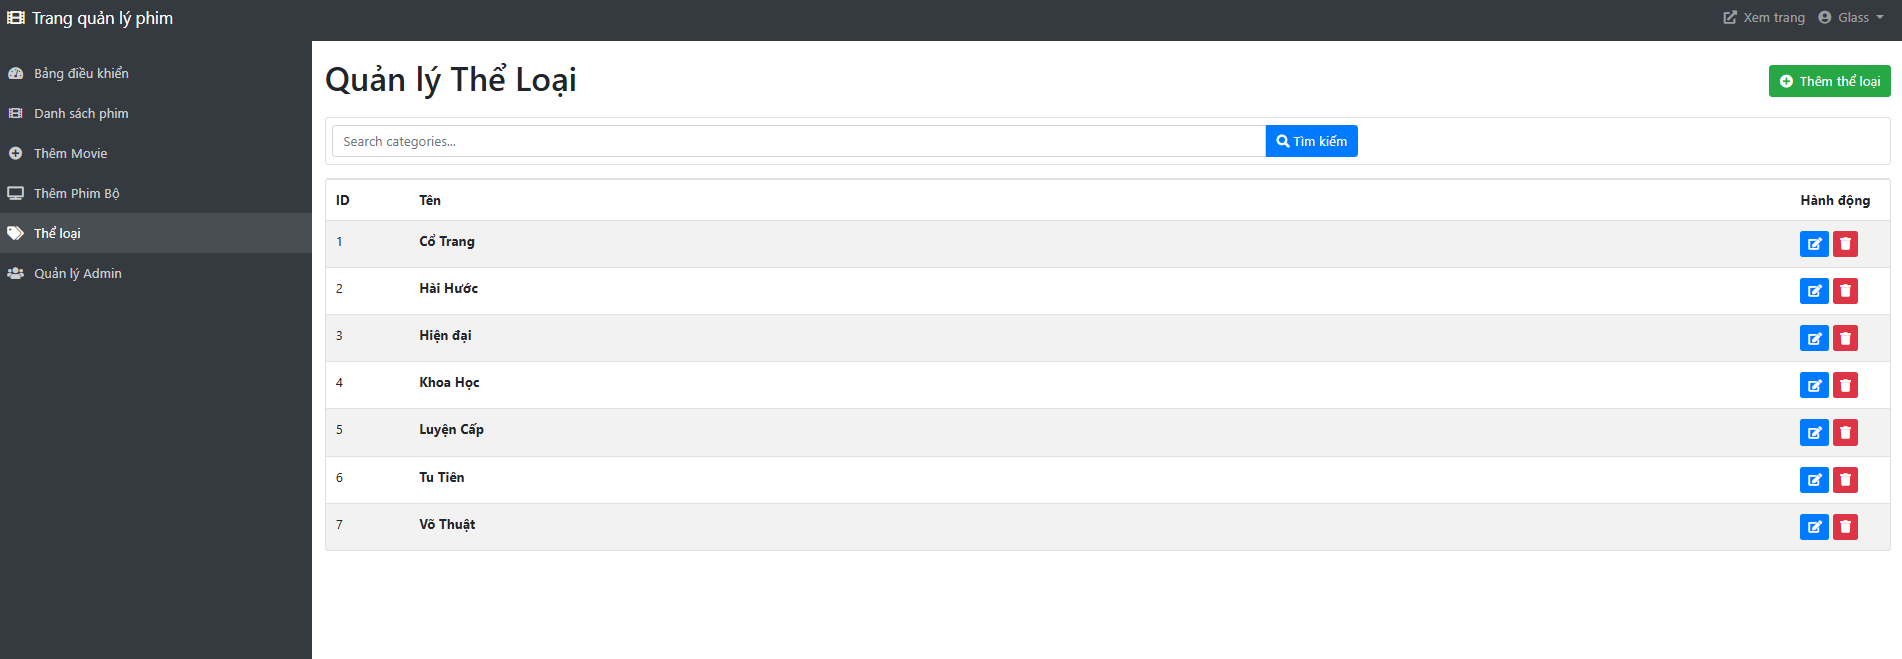 Trang quản lý phim
Xem trang Glass
Bảng điều khiển
Danh sách phim
Thêm Movie
Thêm Phim Bộ
Thể loại
Quản lý Admin
Quản lý Thể Loại
Thêm thể loại
Search categories...
Tìm kiếm
ID Tên Hành động
1 Cổ Trang
2 Hài Hước
3 Hiện đại
4 Khoa Học
5 Luyện Cấp
6 Tu Tiên
7 Võ Thuật